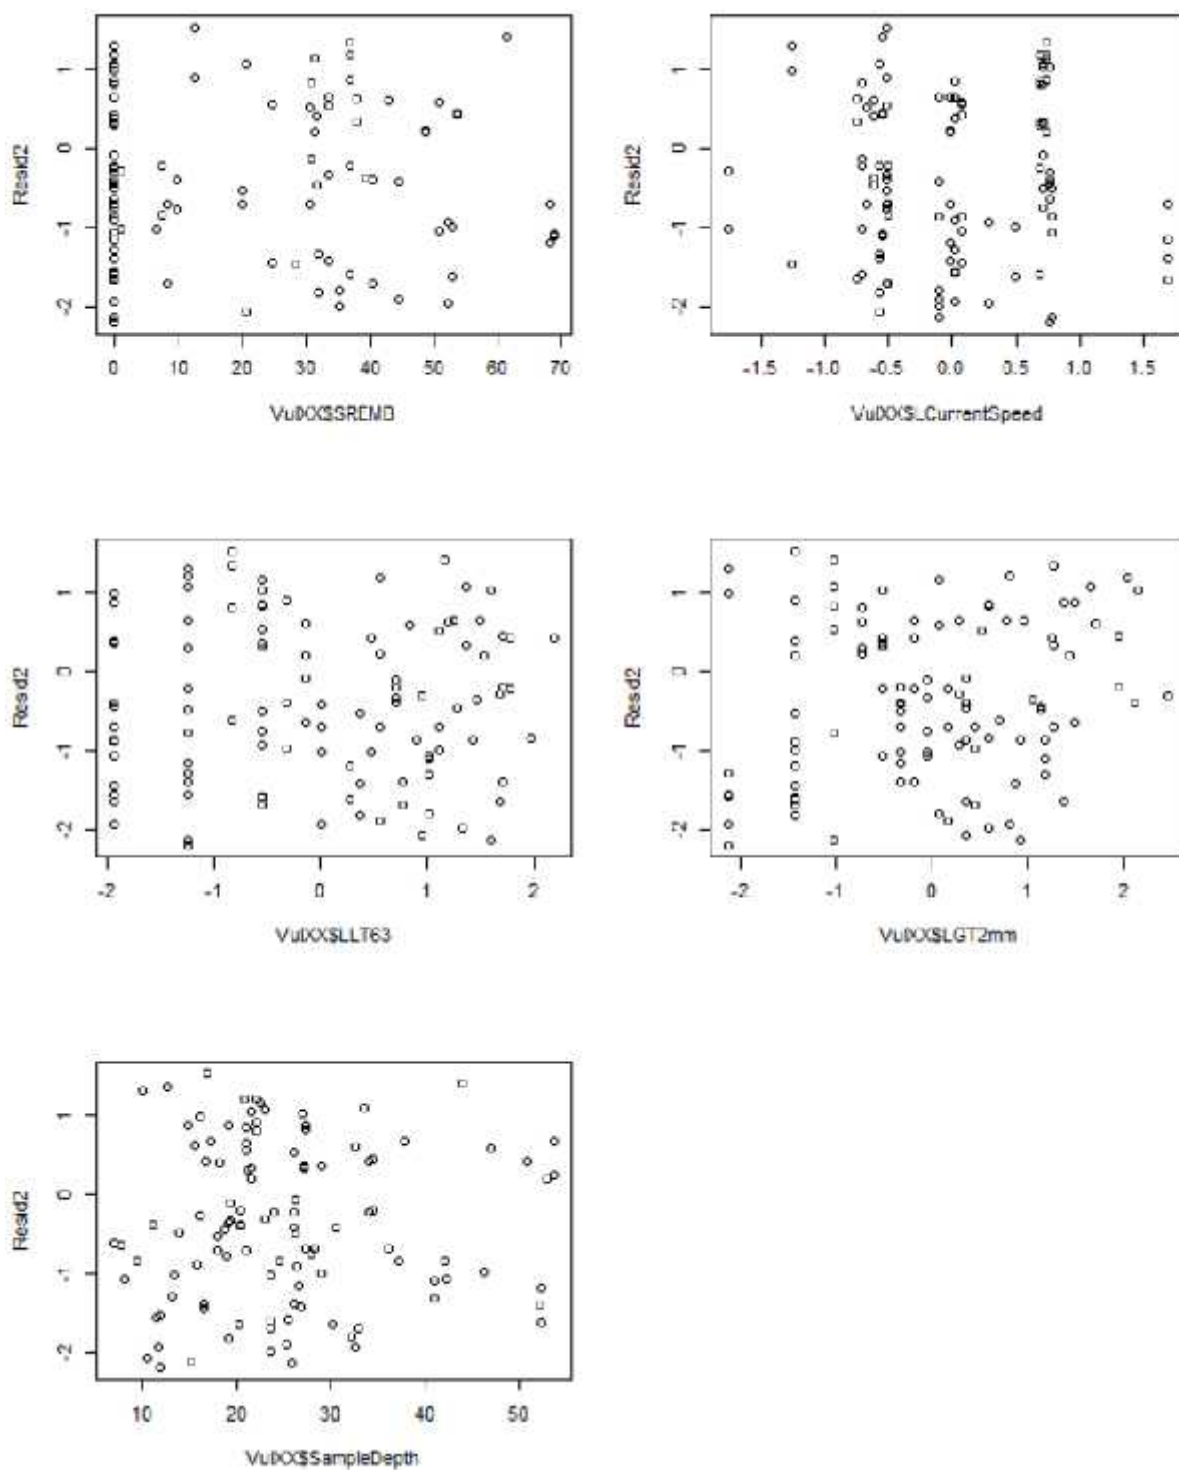 1
0
-1
-2
Resid2
0 10 20 30 40 50 60 70
VulXX$SREMB
1
0
-1
-2
Resid2
-1.5 -1.0 -0.5 0.0 0.5 1.0 1.5
VulXX$LCurrentSpeed
1
0
-1
-2
Resid2
-2 -1 0 1 2
VulXX$LLT63
1
0
-1
-2
Resid2
-2 -1 0 1 2
VulXX$LGT2mm
1
0
-1
-2
Resid2
10 20 30 40 50
VulXX$SampleDepth